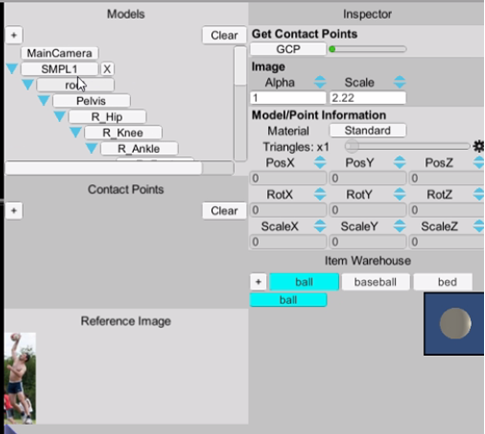 Models
+
Clear
MainCamera
SMPL1
X
Pelvis
R_Hip
R_Knee
R_Ankle
Contact Points
+
Clear
Reference Image
Inspector
Get Contact Points
GCP
Image
Alpha
Scale
1
2.22
Model/Point Information
Material
Standard
Triangles: x1
PosX
PosY
PosZ
0
0
0
RotX
RotY
RotZ
0
0
0
ScaleX
ScaleY
ScaleZ
0
0
0
Item Warehouse
+
ball
baseball
bed
ball